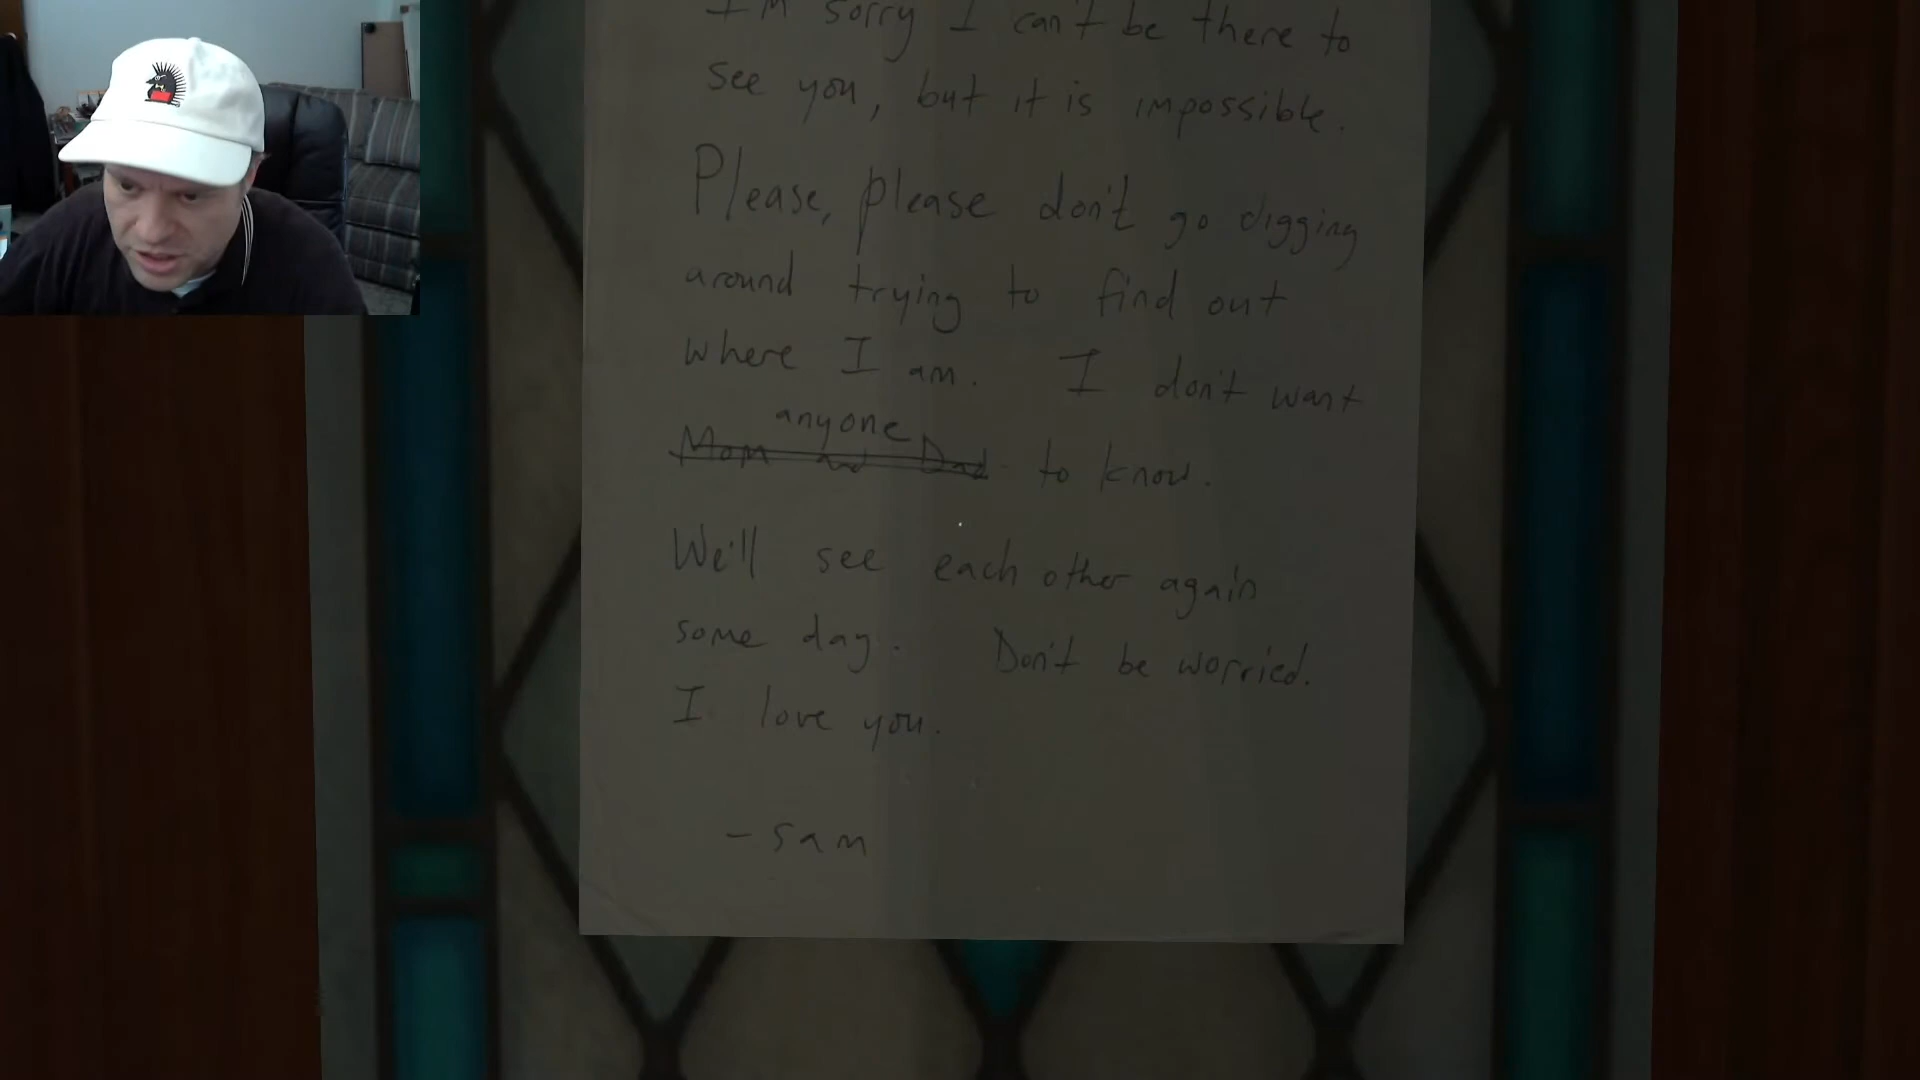 I'm sorry I can't be there to
see you, but it is impossible.
Please, please don't go digging
around trying to find out
where I am. I don't want
anyone
Mom and Dad to know.
We'll see each other again
some day. Don't be worried.
I love you.
- Sam